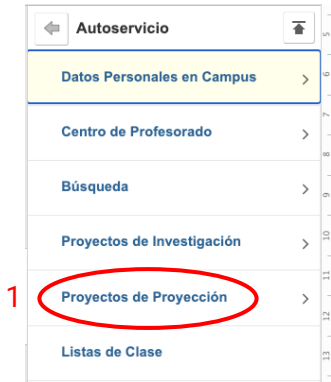 Autoservicio
Datos Personales en Campus
Centro de Profesorado
Búsqueda
Proyectos de Investigación
1 Proyectos de Proyección
Listas de Clase
5
6
7
8
9
10
11
12
13